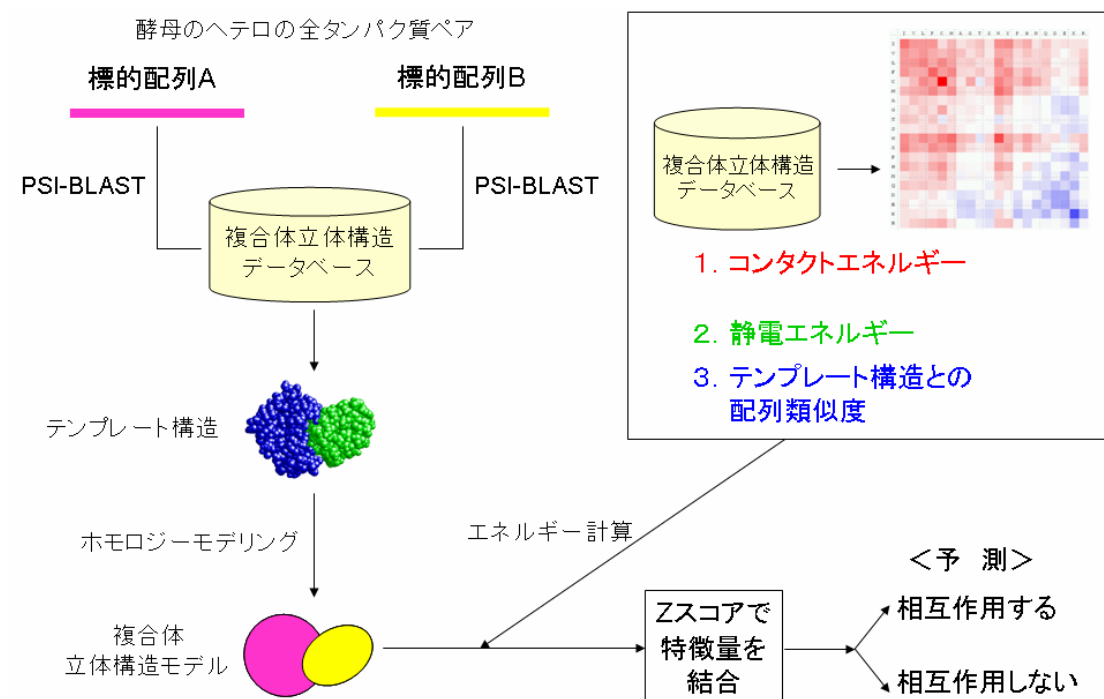 酵母のヘテロの全タンパク質ペア
標的配列A
標的配列B
PSI-BLAST
PSI-BLAST
複合体立体構造
データベース
テンプレート構造
ホモロジーモデリング
複合体
立体構造モデル
複合体立体構造
データベース
1. コンタクトエネルギー
2. 静電エネルギー
3. テンプレート構造との
配列類似度
エネルギー計算
Zスコアで
特徴量を
結合
＜予 測＞
相互作用する
相互作用しない